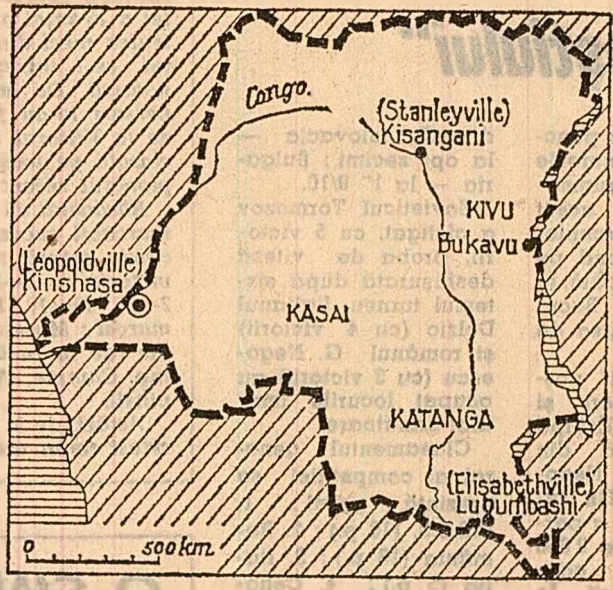 Congo.
(Stanleyville)
Kisangani
KIVU
Bukavu
(Léopoldville)
Kinshasa
KASAI
KATANGA
(Elisabethville)
Lubumbashi
0 500 km